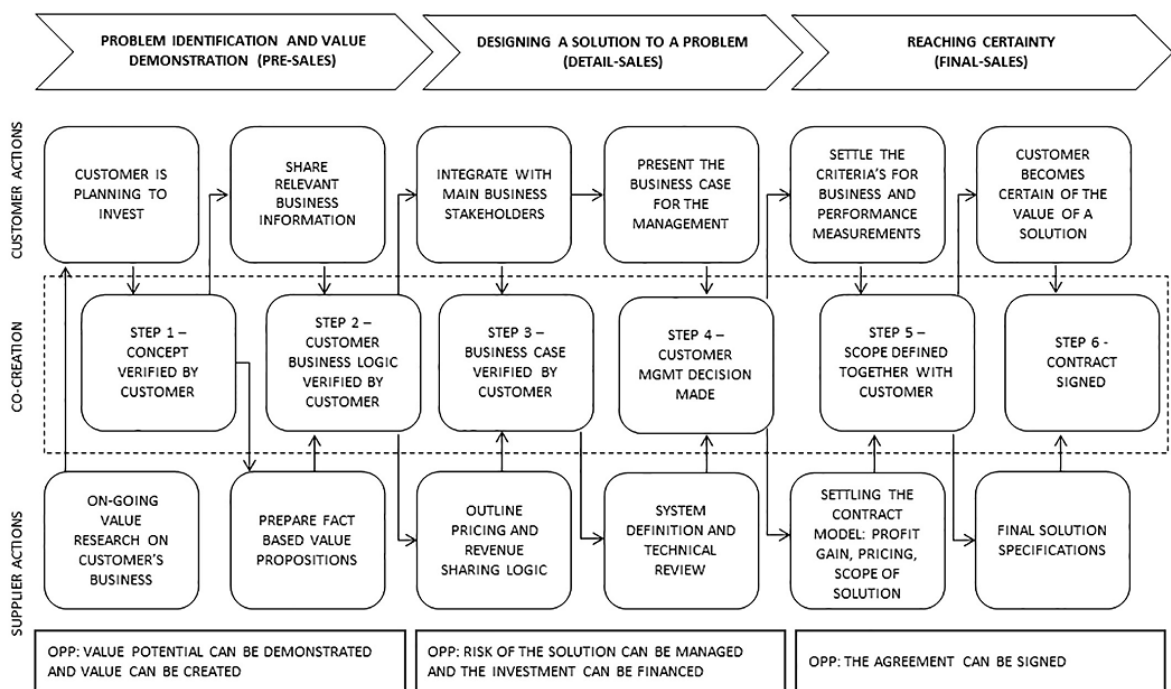 PROBLEM IDENTIFICATION AND VALUE
DEMONSTRATION (PRE-SALES)
DESIGNING A SOLUTION TO A PROBLEM
(DETAIL-SALES)
REACHING CERTAINTY
(FINAL-SALES)
CUSTOMER ACTIONS
CUSTOMER IS
PLANNING TO
INVEST
SHARE
RELEVANT
BUSINESS
INFORMATION
INTEGRATE WITH
MAIN BUSINESS
STAKEHOLDERS
PRESENT THE
BUSINESS CASE
FOR THE
MANAGEMENT
SETTLE THE
CRITERIA'S FOR
BUSINESS AND
PERFORMANCE
MEASUREMENTS
CUSTOMER
BECOMES
CERTAIN OF THE
VALUE OF A
SOLUTION
CO-CREATION
STEP 1 –
CONCEPT
VERIFIED BY
CUSTOMER
STEP 2 –
CUSTOMER
BUSINESS LOGIC
VERIFIED BY
CUSTOMER
STEP 3 –
BUSINESS CASE
VERIFIED BY
CUSTOMER
STEP 4 –
CUSTOMER
MGMT DECISION
MADE
STEP 5 –
SCOPE DEFINED
TOGETHER WITH
CUSTOMER
STEP 6 -
CONTRACT
SIGNED
SUPPLIER ACTIONS
ON-GOING
VALUE
RESEARCH ON
CUSTOMER'S
BUSINESS
PREPARE FACT
BASED VALUE
PROPOSITIONS
OUTLINE
PRICING AND
REVENUE
SHARING LOGIC
SYSTEM
DEFINITION AND
TECHNICAL
REVIEW
SETTLING THE
CONTRACT
MODEL: PROFIT
GAIN, PRICING,
SCOPE OF
SOLUTION
FINAL SOLUTION
SPECIFICATIONS
OPP: VALUE POTENTIAL CAN BE DEMONSTRATED
AND VALUE CAN BE CREATED
OPP: RISK OF THE SOLUTION CAN BE MANAGED
AND THE INVESTMENT CAN BE FINANCED
OPP: THE AGREEMENT CAN BE SIGNED